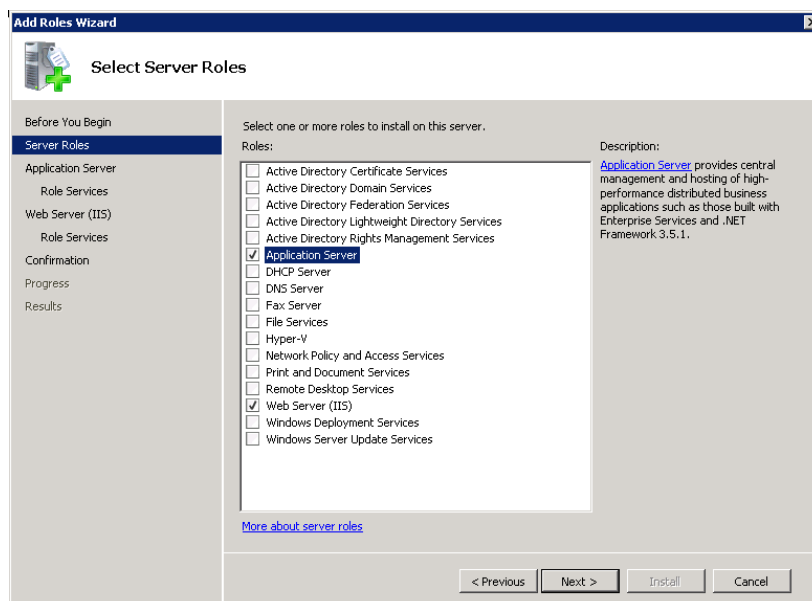 Add Roles Wizard
Select Server Roles
Before You Begin
Server Roles
Application Server
Role Services
Web Server (IIS)
Role Services
Confirmation
Progress
Results
Select one or more roles to install on this server.
Roles:
Active Directory Certificate Services
Active Directory Domain Services
Active Directory Federation Services
Active Directory Lightweight Directory Services
Active Directory Rights Management Services
Application Server
DHCP Server
DNS Server
Fax Server
File Services
Hyper-V
Network Policy and Access Services
Print and Document Services
Remote Desktop Services
Web Server (IIS)
Windows Deployment Services
Windows Server Update Services
More about server roles
Description:
Application Server provides central
management and hosting of high-
performance distributed business
applications such as those built with
Enterprise Services and .NET
Framework 3.5.1.
< Previous
Next >
Install
Cancel